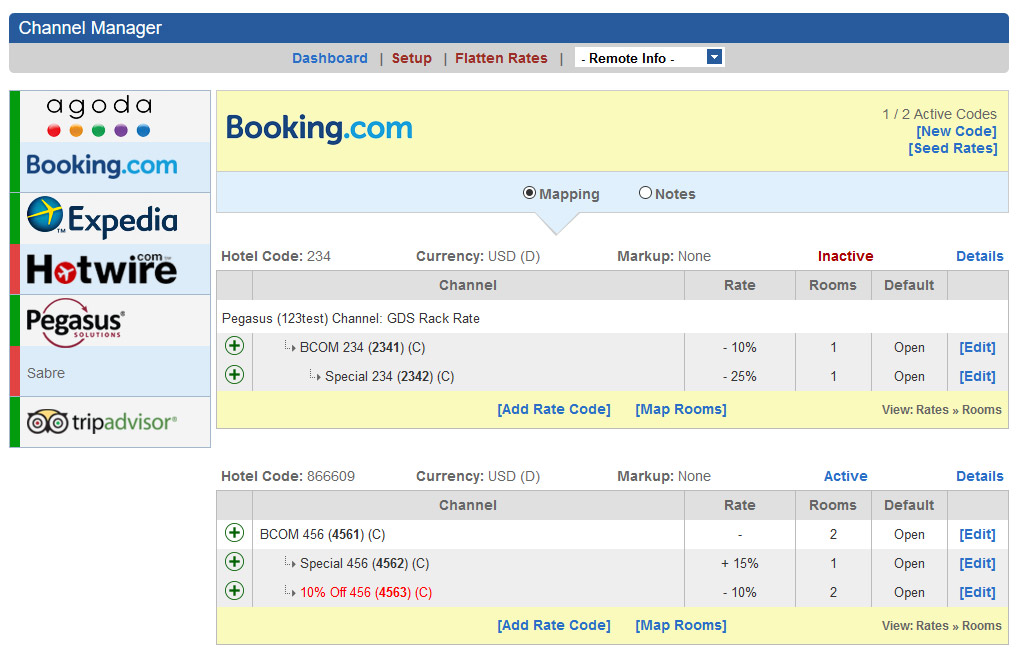 Channel Manager
Dashboard | Setup | Flatten Rates | - Remote Info -
agoda
Booking.com
Expedia™
Hotwire.com™
Pegasus®
SOLUTIONS
Sabre
tripadvisor®
Booking.com
1 / 2 Active Codes
[New Code]
[Seed Rates]
Mapping Notes
Hotel Code: 234 Currency: USD (D) Markup: None Inactive Details
Channel Rate Rooms Default
Pegasus (123test) Channel: GDS Rack Rate
BCOM 234 (2341) (C) - 10% 1 Open [Edit]
Special 234 (2342) (C) - 25% 1 Open [Edit]
[Add Rate Code] [Map Rooms] View: Rates » Rooms
Hotel Code: 866609 Currency: USD (D) Markup: None Active Details
Channel Rate Rooms Default
BCOM 456 (4561) (C) - 2 Open [Edit]
Special 456 (4562) (C) + 15% 1 Open [Edit]
10% Off 456 (4563) (C) - 10% 2 Open [Edit]
[Add Rate Code] [Map Rooms] View: Rates » Rooms